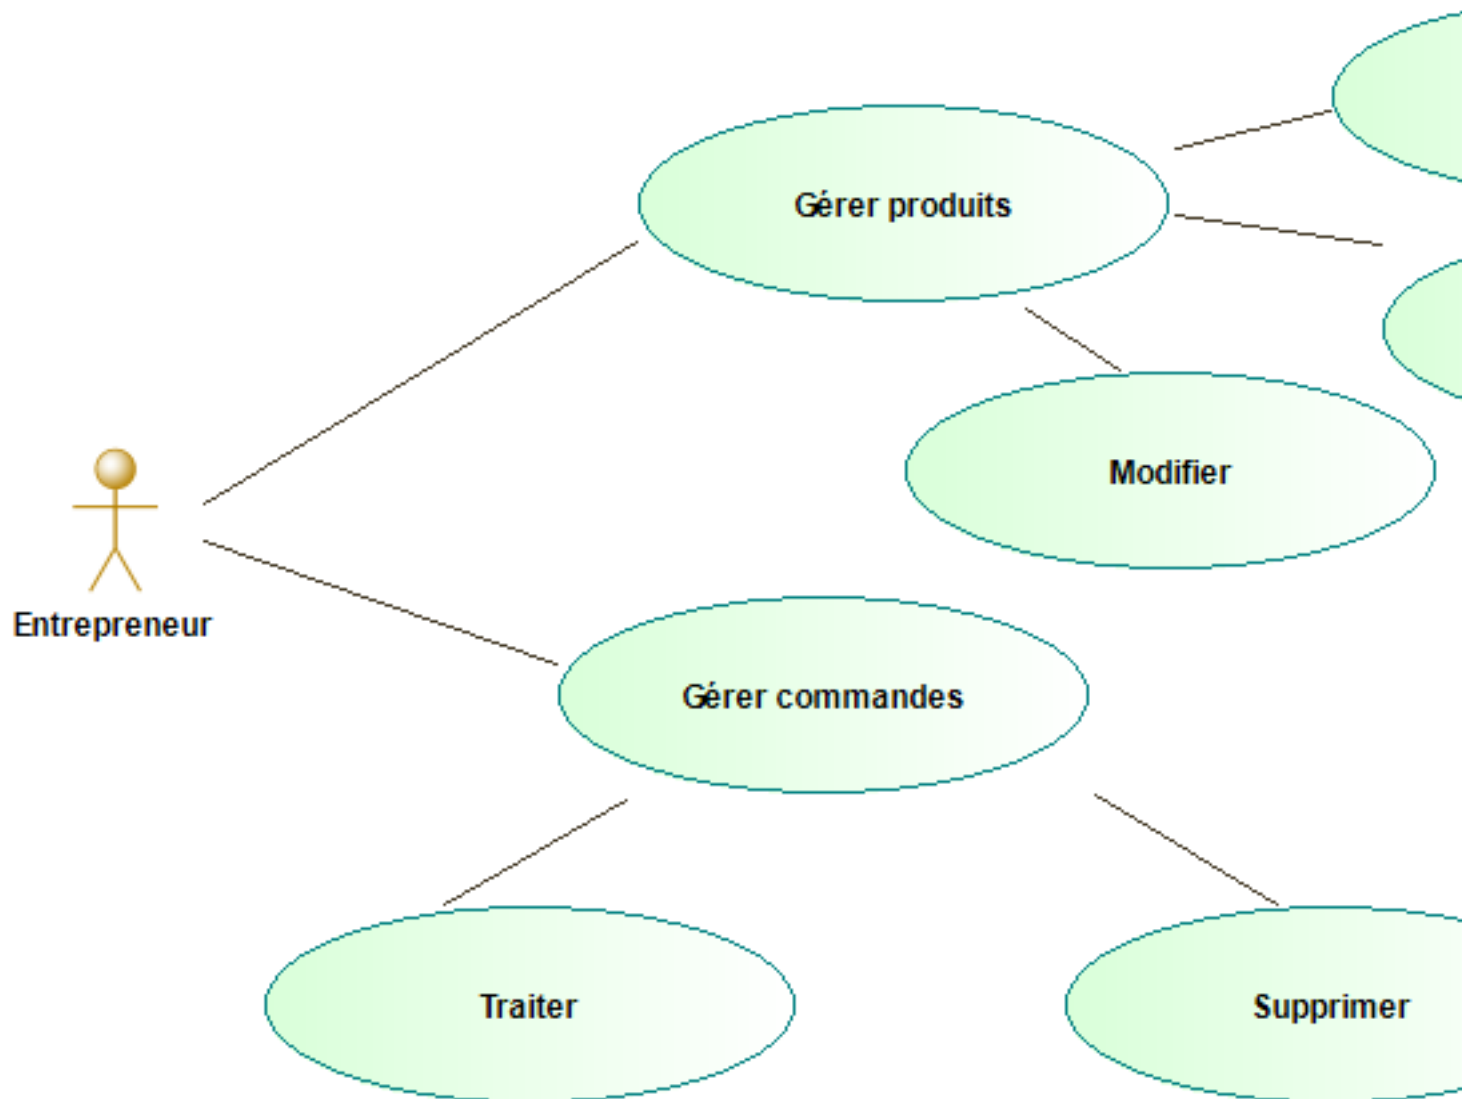 Gérer produits
Modifier
Entrepreneur
Gérer commandes
Traiter
Supprimer